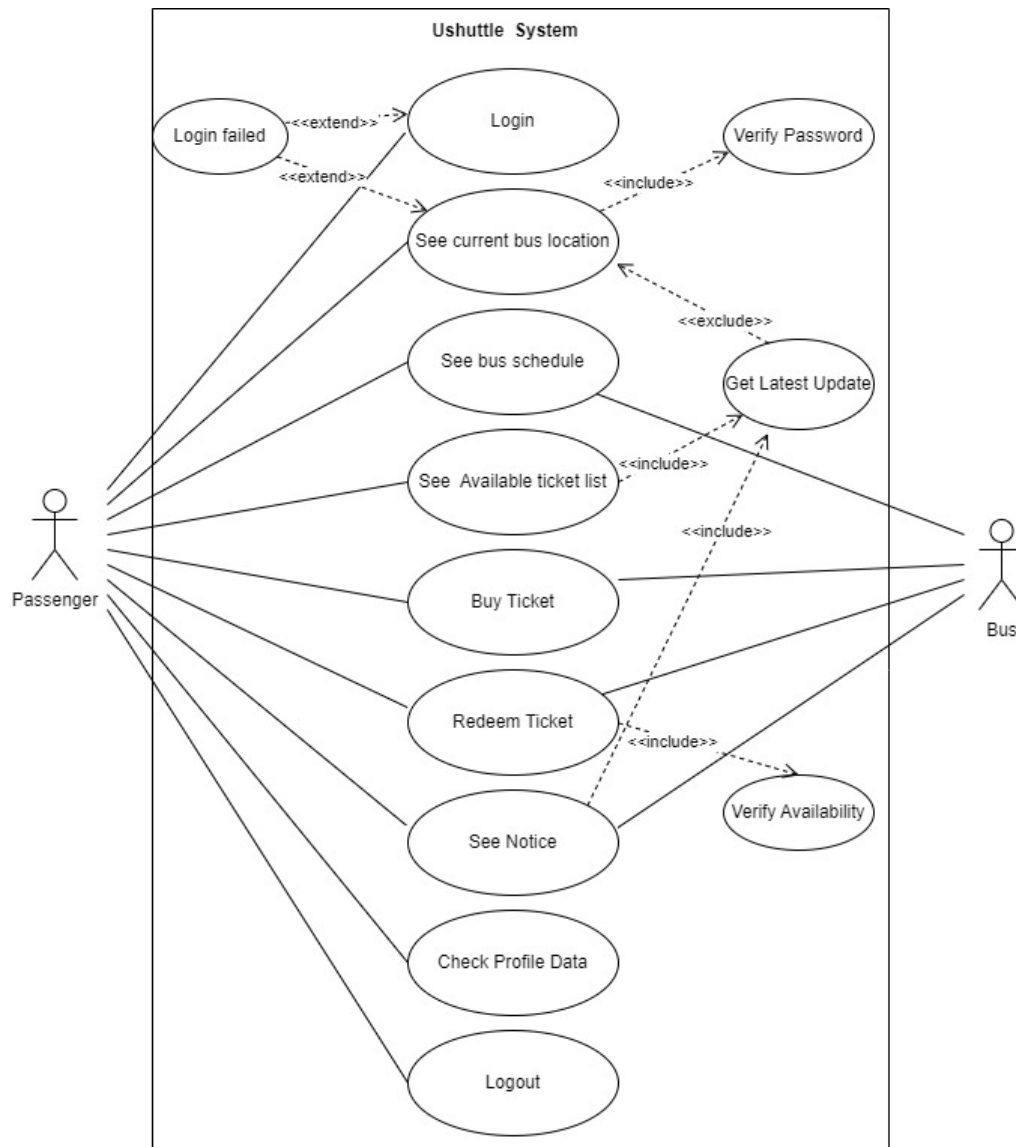 Ushuttle System
Login failed
<<extend>>
Login
Verify Password
<<extend>>
<<include>>
See current bus location
<<exclude>>
See bus schedule
Get Latest Update
<<include>>
See Available ticket list
<<include>>
Passenger
Buy Ticket
Bus
Redeem Ticket
<<include>>
Verify Availability
See Notice
Check Profile Data
Logout